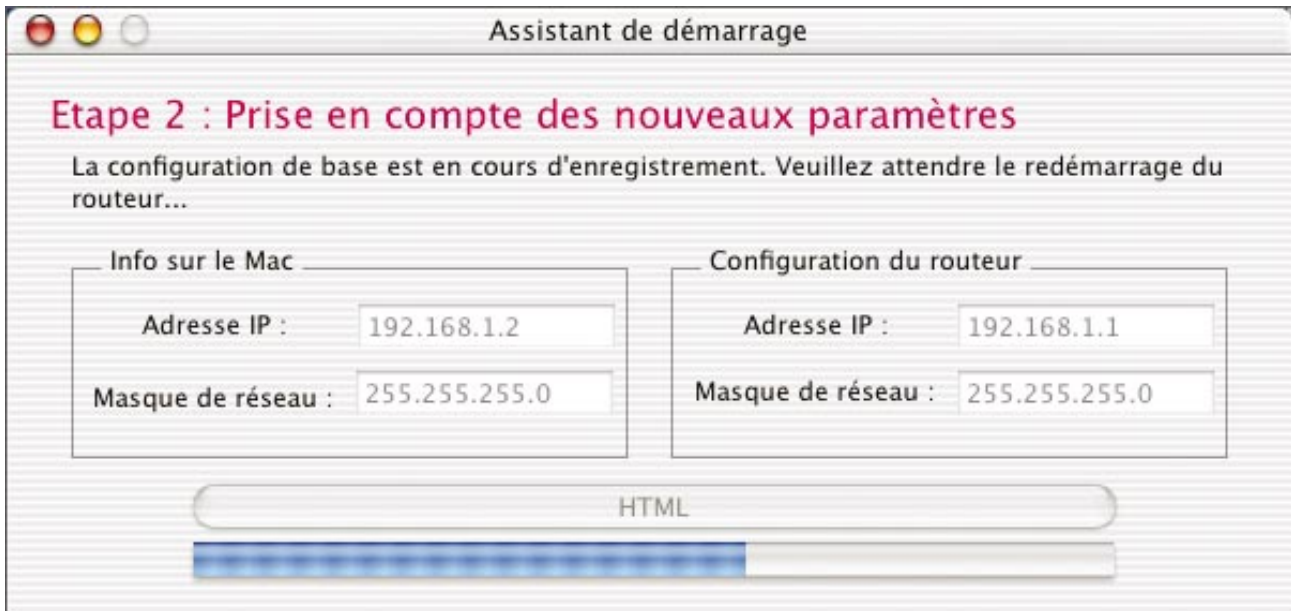 Assistant de démarrage
Etape 2 : Prise en compte des nouveaux paramètres
La configuration de base est en cours d'enregistrement. Veuillez attendre le redémarrage du
routeur...
Info sur le Mac
Adresse IP : 192.168.1.2
Masque de réseau : 255.255.255.0
Configuration du routeur
Adresse IP : 192.168.1.1
Masque de réseau : 255.255.255.0
HTML